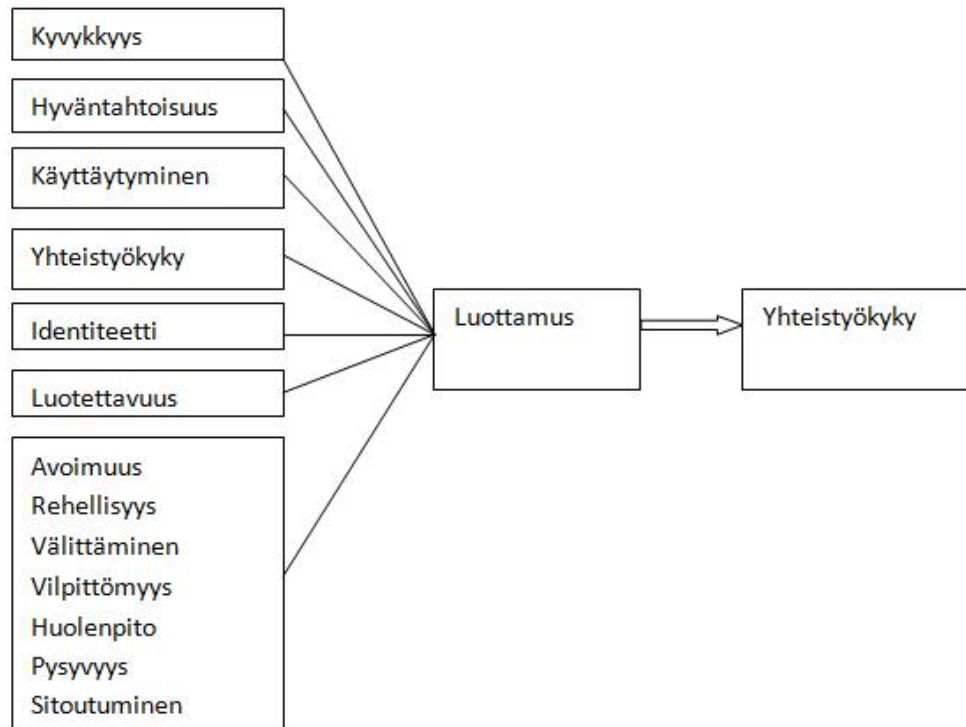 Kyvykkyys
Hyväntahtoisuus
Käyttäytyminen
Yhteistyökyky
Identiteetti
Luotettavuus
Avoimuus
Rehellisyys
Välittäminen
Vilpittömyys
Huolenpito
Pysyvyys
Sitoutuminen
Luottamus
Yhteistyökyky